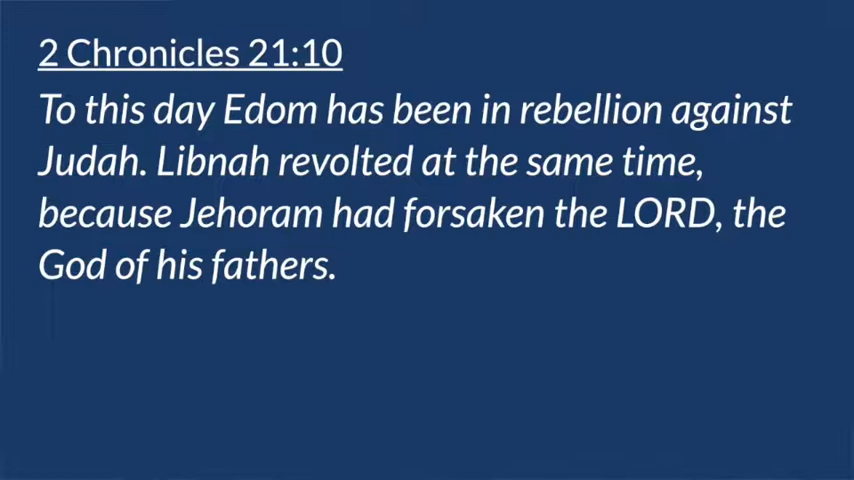 2 Chronicles 21:10
To this day Edom has been in rebellion against
Judah. Libnah revolted at the same time,
because Jehoram had forsaken the LORD, the
God of his fathers.